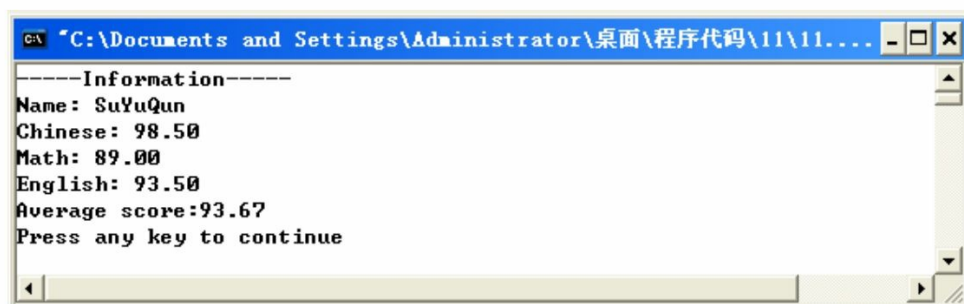 "C:\Documents and Settings\Administrator\桌面\程序代码\11\11....
-----Information-----
Name: SuYuQun
Chinese: 98.50
Math: 89.00
English: 93.50
Average score:93.67
Press any key to continue